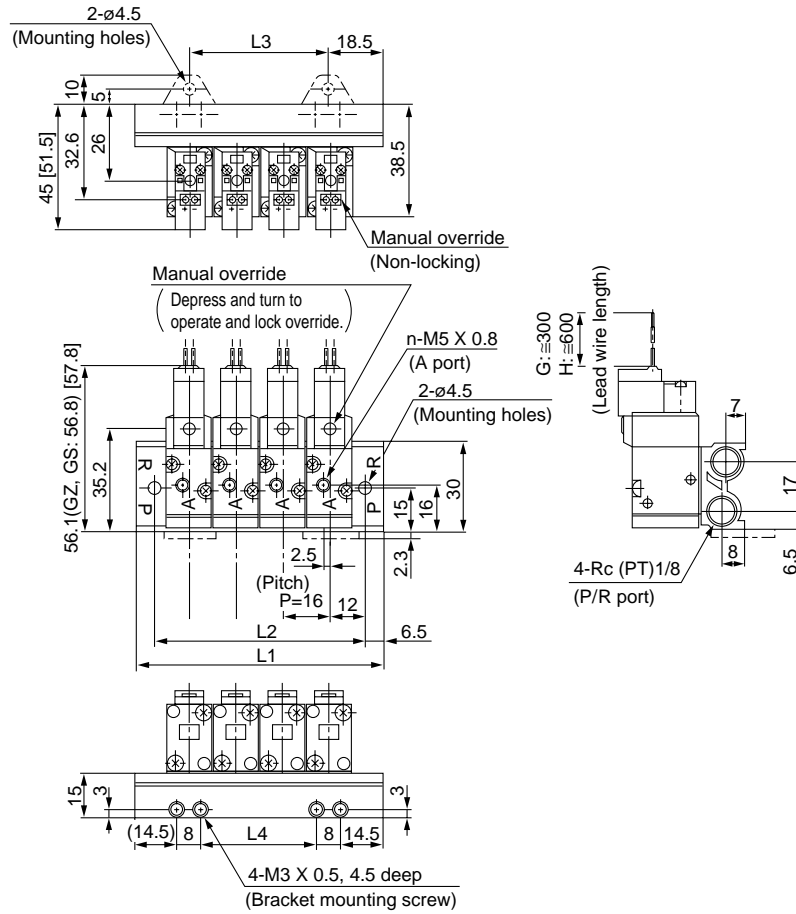 2-ø4.5
(Mounting holes)
L3
18.5
10
5
45 [51.5]
32.6
26
38.5
+ -
+ -
+ -
+ -
Manual override
(Non-locking)
Manual override
(Depress and turn to
operate and lock override.)
n-M5 X 0.8
(A port)
2-ø4.5
(Mounting holes)
56.1(GZ, GS: 56.8) [57.8]
35.2
R
P
A
A
A
A
R
P
15
16
30
2.3
2.5
(Pitch)
P=16
12
L2
6.5
L1
G: ≅300
H: ≅600
(Lead wire length)
7
17
8
6.5
4-Rc (PT)1/8
(P/R port)
15
3
3
(14.5)
8
L4
8
14.5
4-M3 X 0.5, 4.5 deep
(Bracket mounting screw)